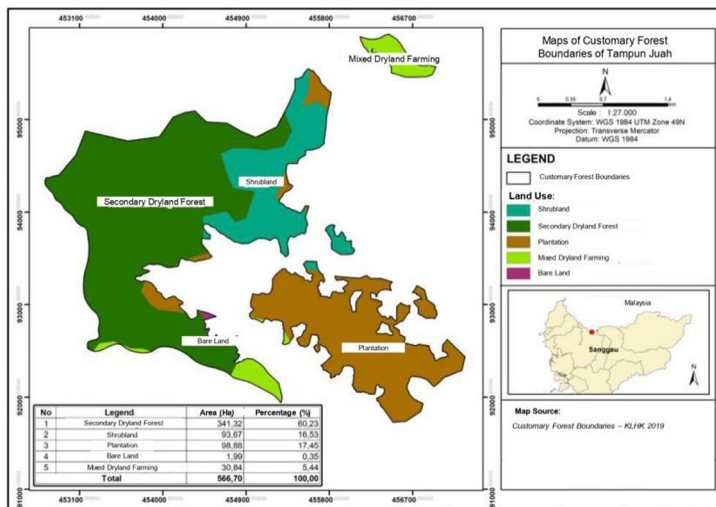 453100 454000 454900 455800 456700
Mixed Dryland Farming
Shrubland
Secondary Dryland Forest
Plantation
Bare Land
95000
94000
93000
92000
91000
No Legend Area (Ha) Percentage (%)
1 Secondary Dryland Forest 341,32 60,23
2 Shrubland 93,67 16,53
3 Plantation 98,88 17,45
4 Bare Land 1,99 0,35
5 Mixed Dryland Farming 30,84 5,44
Total 566,70 100,00
453100 454000 454900 455800 456700
Maps of Customary Forest
Boundaries of Tampun Juah
N
0 0,35 0,7 1,4
Scale : 1:27.000
Coordinate System: WGS 1984 UTM Zone 49N
Projection: Transverse Mercator
Datum: WGS 1984
LEGEND
Customary Forest Boundaries
Land Use:
Shrubland
Secondary Dryland Forest
Plantation
Mixed Dryland Farming
Bare Land
Malaysia
Sanggau
N
Map Source:
Customary Forest Boundaries – KLHK 2019